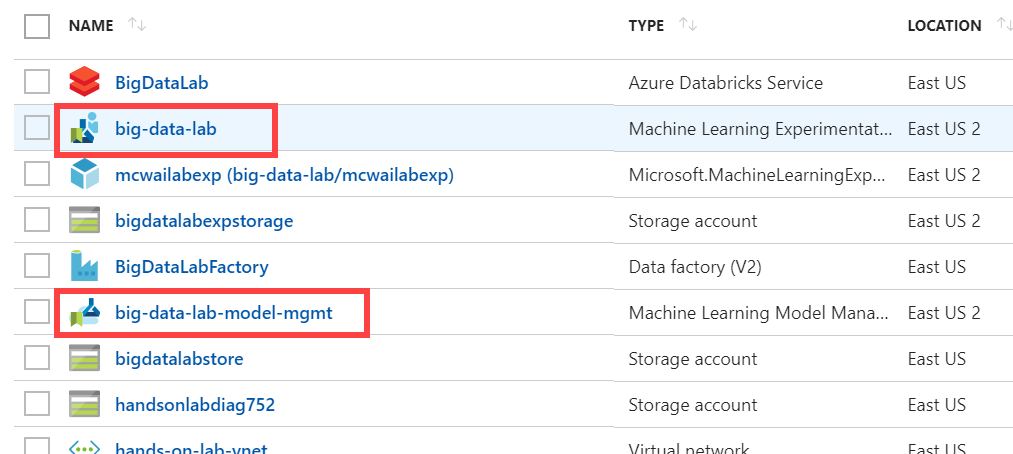 NAME TYPE LOCATION
BigDataLab Azure Databricks Service East US
big-data-lab Machine Learning Experimentat... East US 2
mcwailabexp (big-data-lab/mcwailabexp) Microsoft.MachineLearningExp... East US 2
bigdatalabexpstorage Storage account East US 2
BigDataLabFactory Data factory (V2) East US
big-data-lab-model-mgmt Machine Learning Model Mana... East US 2
bigdatalabstore Storage account East US
handsonlabdiag752 Storage account East US
hands-on-lab-vnet Virtual network East US